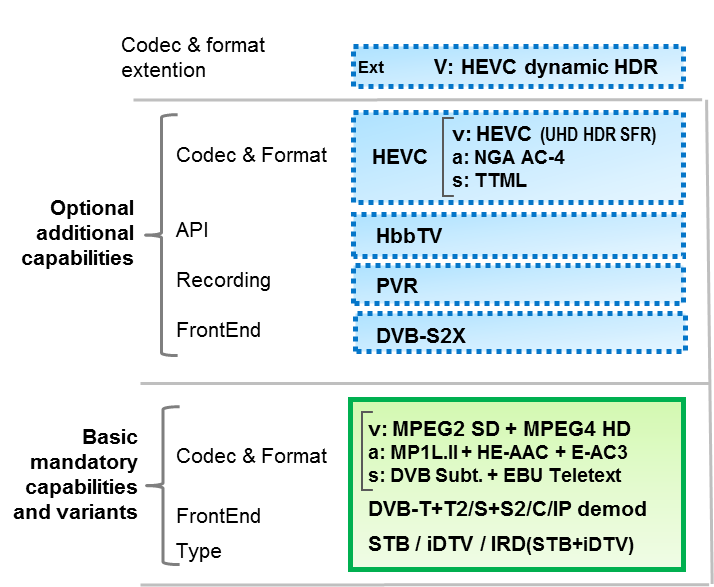 Codec & format
extention
Ext V: HEVC dynamic HDR
Optional
additional
capabilities
Codec & Format
HEVC
v: HEVC (UHD HDR SFR)
a: NGA AC-4
s: TTML
API
HbbTV
Recording
PVR
FrontEnd
DVB-S2X
Basic
mandatory
capabilities
and variants
Codec & Format
v: MPEG2 SD + MPEG4 HD
a: MP1L.II + HE-AAC + E-AC3
s: DVB Subt. + EBU Teletext
FrontEnd
DVB-T+T2/S+S2/C/IP demod
Type
STB / iDTV / IRD(STB+iDTV)